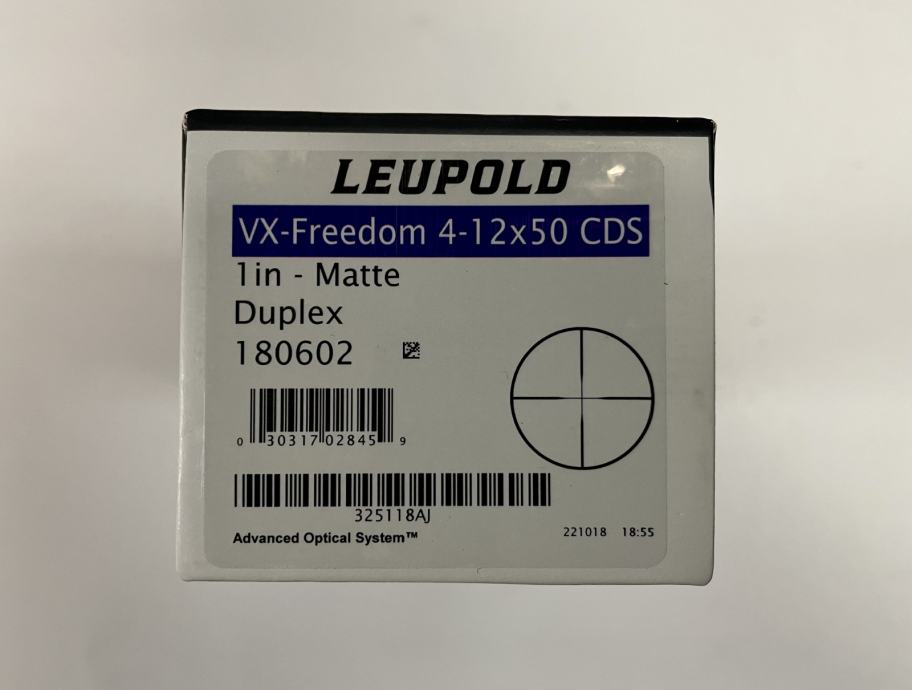 LEUPOLD
VX-Freedom 4-12x50 CDS
1in - Matte
Duplex
180602
0 30317 02845 9
325118AJ
Advanced Optical System™ 221018 18:55